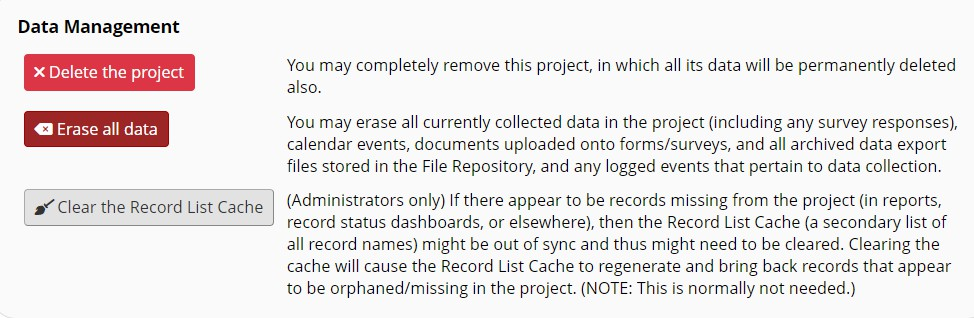 Data Management
Delete the project
You may completely remove this project, in which all its data will be permanently deleted
also.
Erase all data
You may erase all currently collected data in the project (including any survey responses),
calendar events, documents uploaded onto forms/surveys, and all archived data export
files stored in the File Repository, and any logged events that pertain to data collection.
Clear the Record List Cache
(Administrators only) If there appear to be records missing from the project (in reports,
record status dashboards, or elsewhere), then the Record List Cache (a secondary list of
all record names) might be out of sync and thus might need to be cleared. Clearing the
cache will cause the Record List Cache to regenerate and bring back records that appear
to be orphaned/missing in the project. (NOTE: This is normally not needed.)